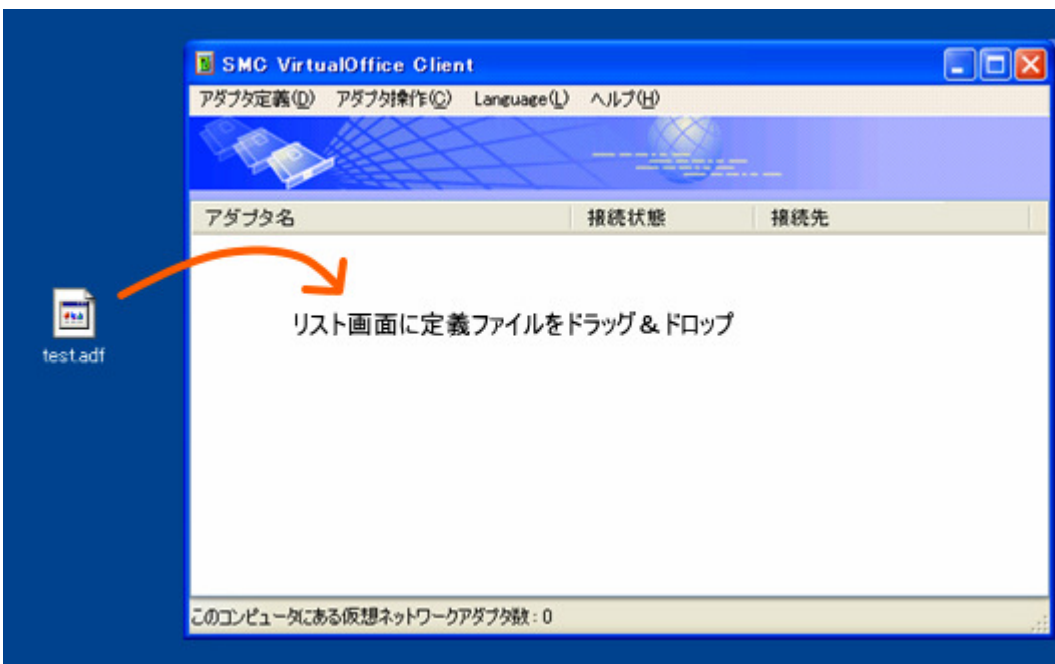 SMC VirtualOffice Client
アダプタ定義(D) アダプタ操作(C) Language(L) ヘルプ(H)
アダプタ名 接続状態 接続先
リスト画面に定義ファイルをドラッグ＆ドロップ
test.adf
このコンピュータにある仮想ネットワークアダプタ数：0